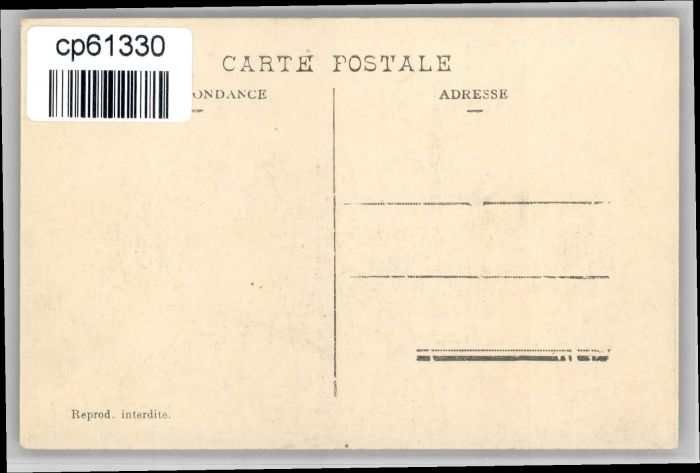 cp61330
CARTE POSTALE
ONDANCE
ADRESSE
Reprod. interdite.